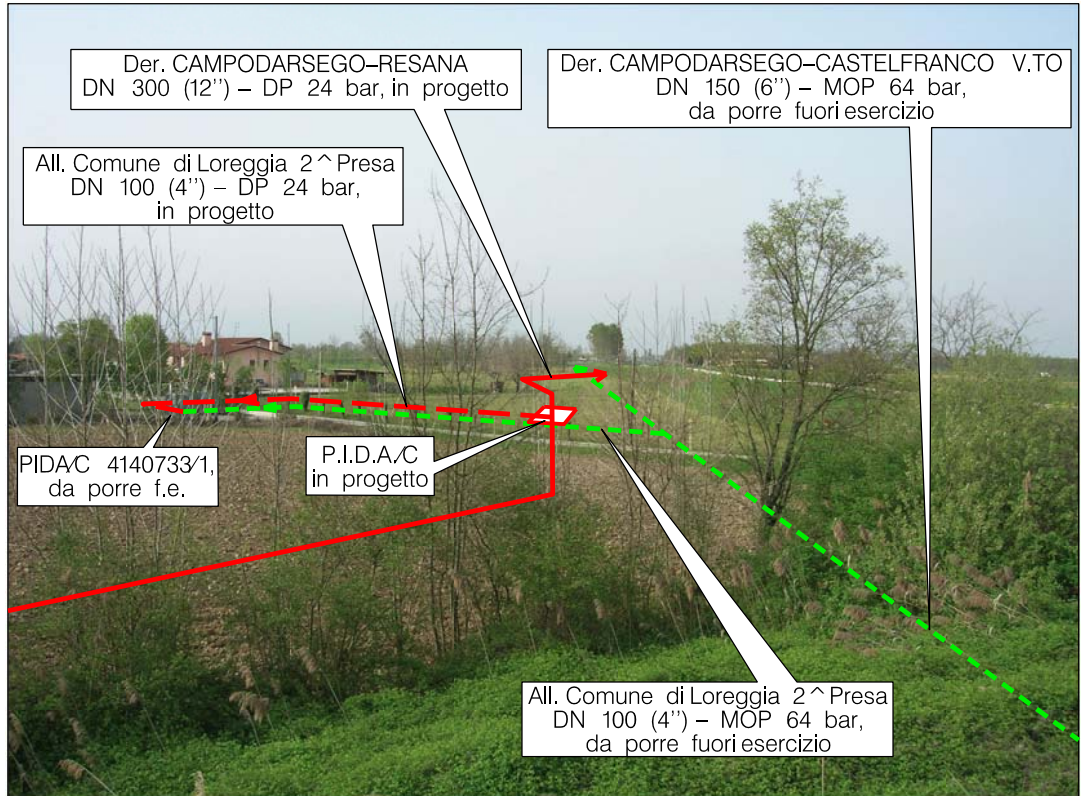 Der. CAMPODARSEGO–RESANA
DN 300 (12'') – DP 24 bar, in progetto
Der. CAMPODARSEGO–CASTELFRANCO V.TO
DN 150 (6'') – MOP 64 bar,
da porre fuori esercizio
All. Comune di Loreggia 2^ Presa
DN 100 (4'') – DP 24 bar,
in progetto
PIDA/C 4140733/1,
da porre f.e.
P.I.D.A/C
in progetto
All. Comune di Loreggia 2^ Presa
DN 100 (4'') – MOP 64 bar,
da porre fuori esercizio